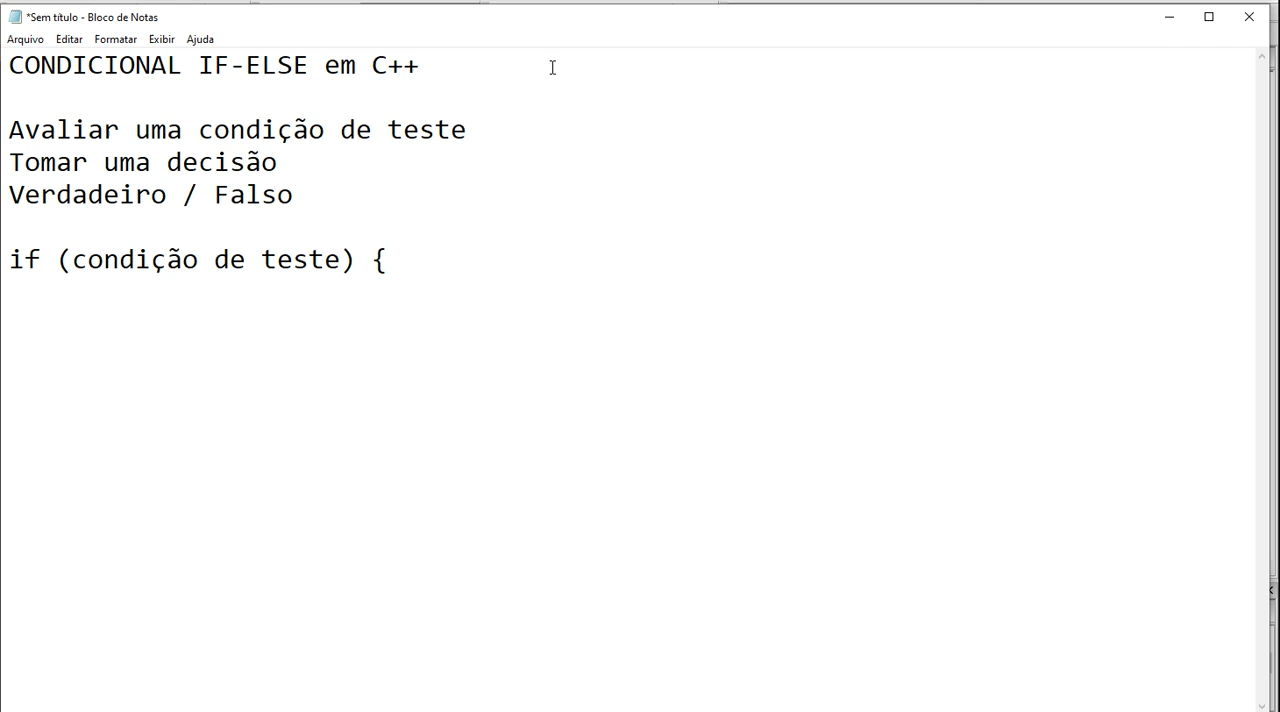 *Sem título - Bloco de Notas
Arquivo Editar Formatar Exibir Ajuda
CONDICIONAL IF-ELSE em C++
Avaliar uma condição de teste
Tomar uma decisão
Verdadeiro / Falso
if (condição de teste) {